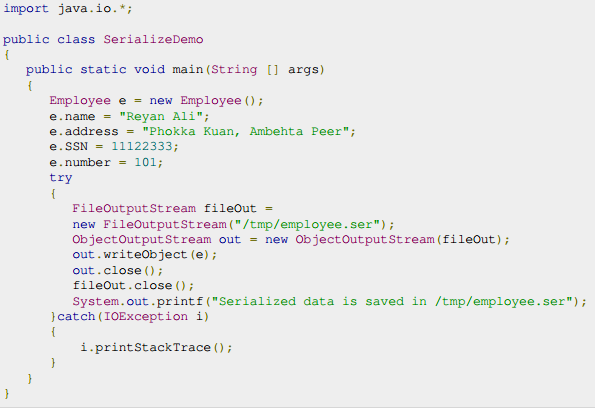 import java.io.*;
public class SerializeDemo
{
public static void main(String [] args)
{
Employee e = new Employee();
e.name = "Reyan Ali";
e.address = "Phokka Kuan, Ambehta Peer";
e.SSN = 11122333;
e.number = 101;
try
{
FileOutputStream fileOut =
new FileOutputStream("/tmp/employee.ser");
ObjectOutputStream out = new ObjectOutputStream(fileOut);
out.writeObject(e);
out.close();
fileOut.close();
System.out.printf("Serialized data is saved in /tmp/employee.ser");
}catch(IOException i)
{
i.printStackTrace();
}
}
}